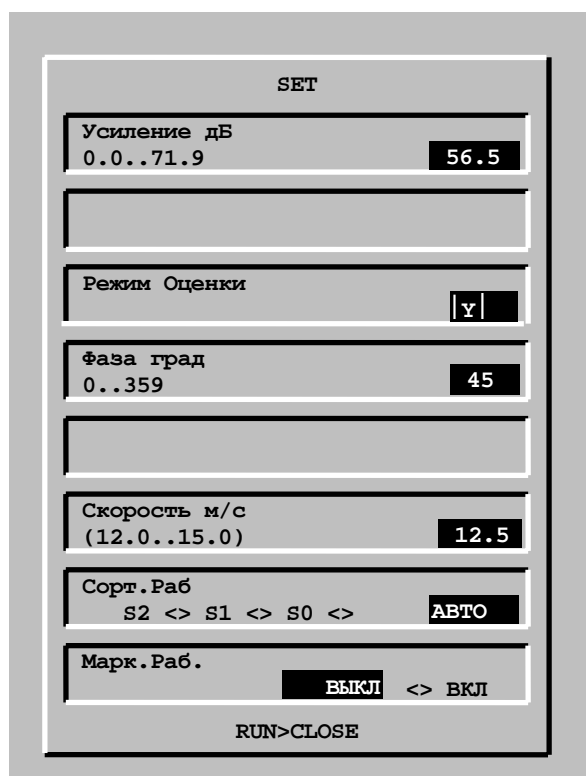 SET
Усиление дБ
0.0..71.9 56.5
Режим Оценки
|Y|
Фаза град
0..359 45
Скорость м/с
(12.0..15.0) 12.5
Сорт.Раб
S2 <> S1 <> S0 <> АВТО
Марк.Раб.
ВЫКЛ <> ВКЛ
RUN>CLOSE